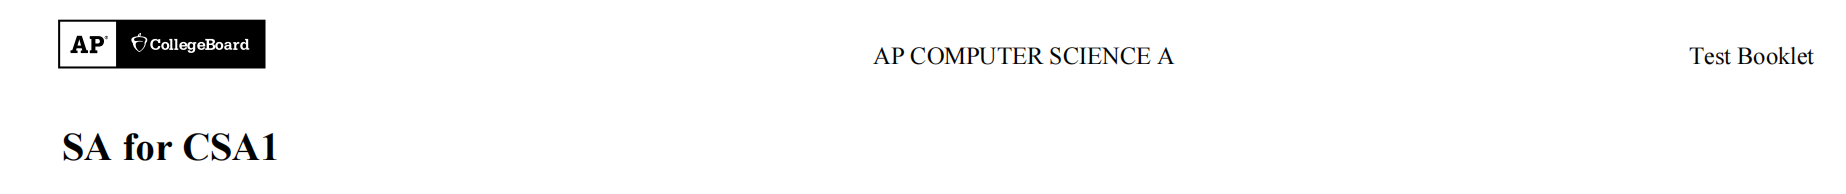 AP CollegeBoard AP COMPUTER SCIENCE A Test Booklet
SA for CSA1